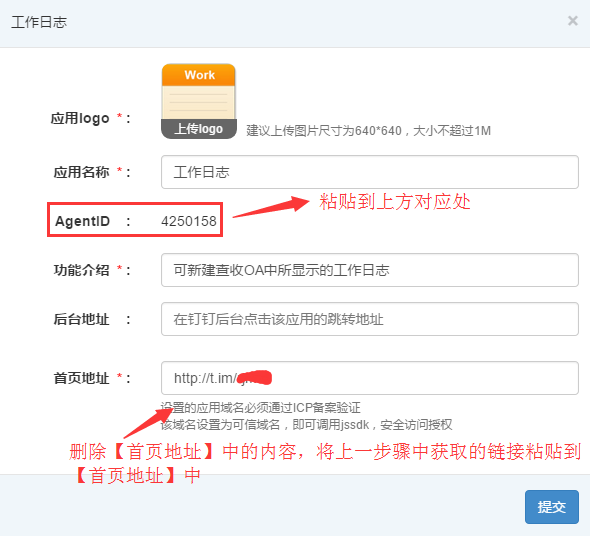 工作日志 ×
Work
上传logo
应用logo * :
建议上传图片尺寸为640*640，大小不超过1M
应用名称 * : 工作日志
AgentID : 4250158
粘贴到上方对应处
功能介绍 * : 可新建查收OA中所显示的工作日志
后台地址 : 在钉钉后台点击该应用的跳转地址
首页地址 * : http://t.im/
设置的应用域名必须通过ICP备案验证
该域名设置为可信域名，即可调用jssdk，安全访问授权
删除【首页地址】中的内容，将上一步骤中获取的链接粘贴到
【首页地址】中
提交